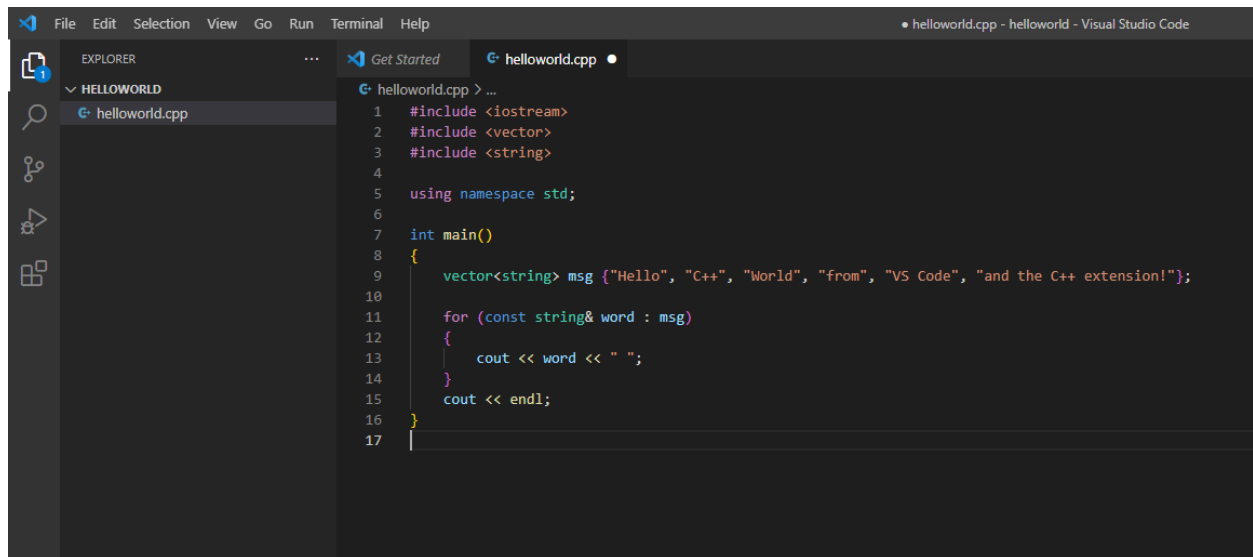 File Edit Selection View Go Run Terminal Help
● helloworld.cpp - helloworld - Visual Studio Code
EXPLORER ...
1
HELLOWORLD
helloworld.cpp
Get Started
helloworld.cpp ●
helloworld.cpp > ...
1 #include <iostream>
2 #include <vector>
3 #include <string>
4
5 using namespace std;
6
7 int main()
8 {
9 vector<string> msg {"Hello", "C++", "World", "from", "VS Code", "and the C++ extension!"};
10
11 for (const string& word : msg)
12 {
13 cout << word << " ";
14 }
15 cout << endl;
16 }
17